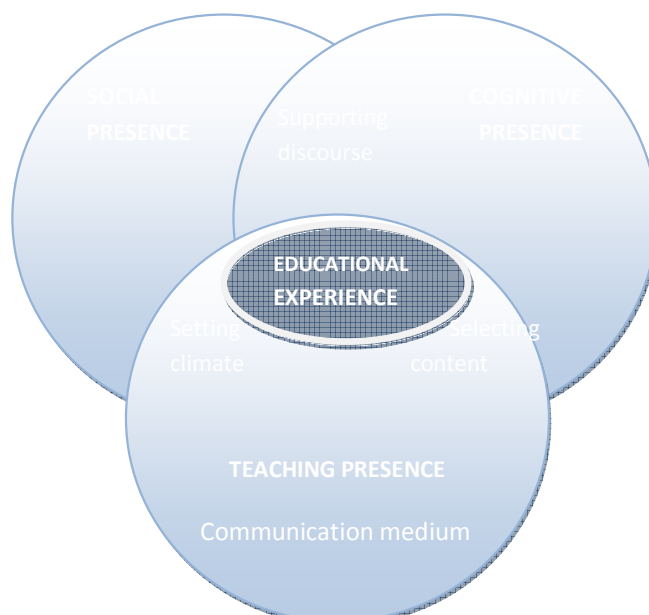 SOCIAL
PRESENCE
COGNITIVE
PRESENCE
Supporting
discourse
EDUCATIONAL
EXPERIENCE
Setting
climate
Selecting
content
TEACHING PRESENCE
Communication medium